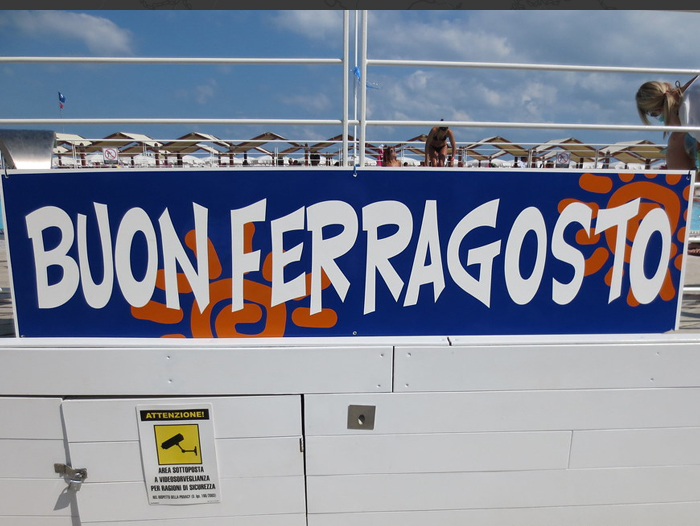 BUON FERRAGOSTO
ATTENZIONE!
AREA SOTTOPOSTA
A VIDEOSORVEGLIANZA
PER RAGIONI DI SICUREZZA